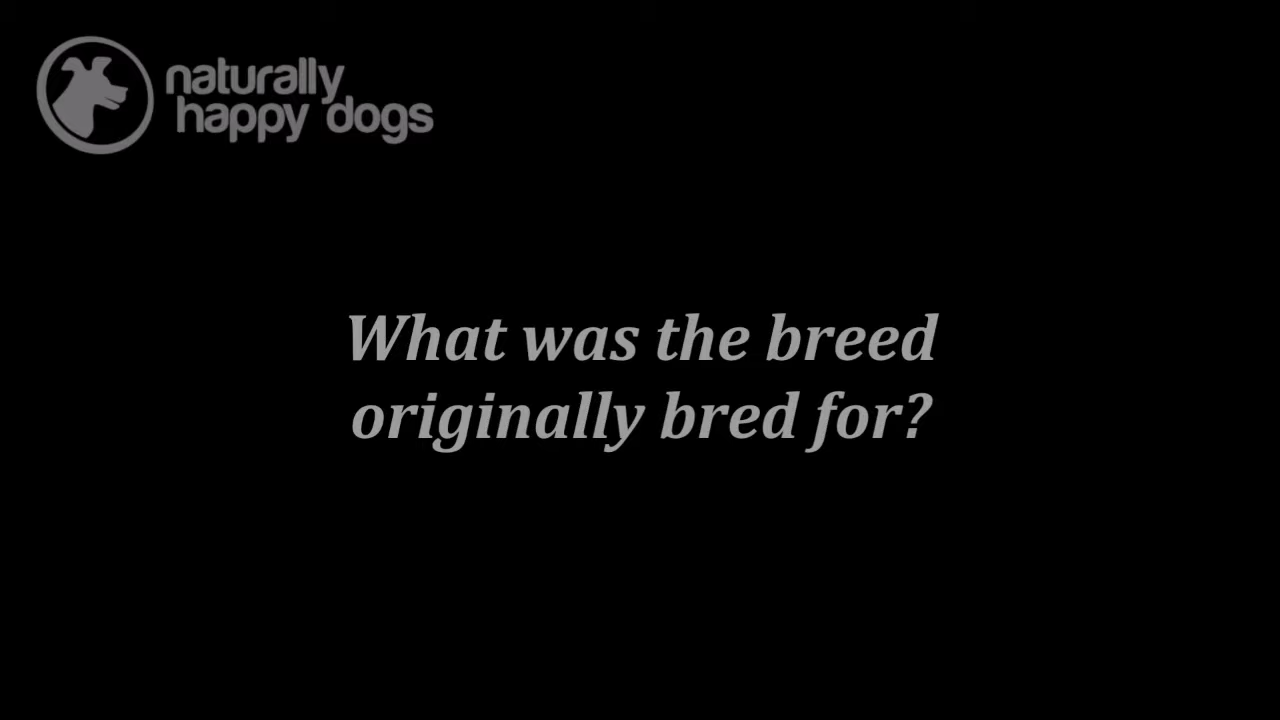 naturally
happy dogs
What was the breed
originally bred for?